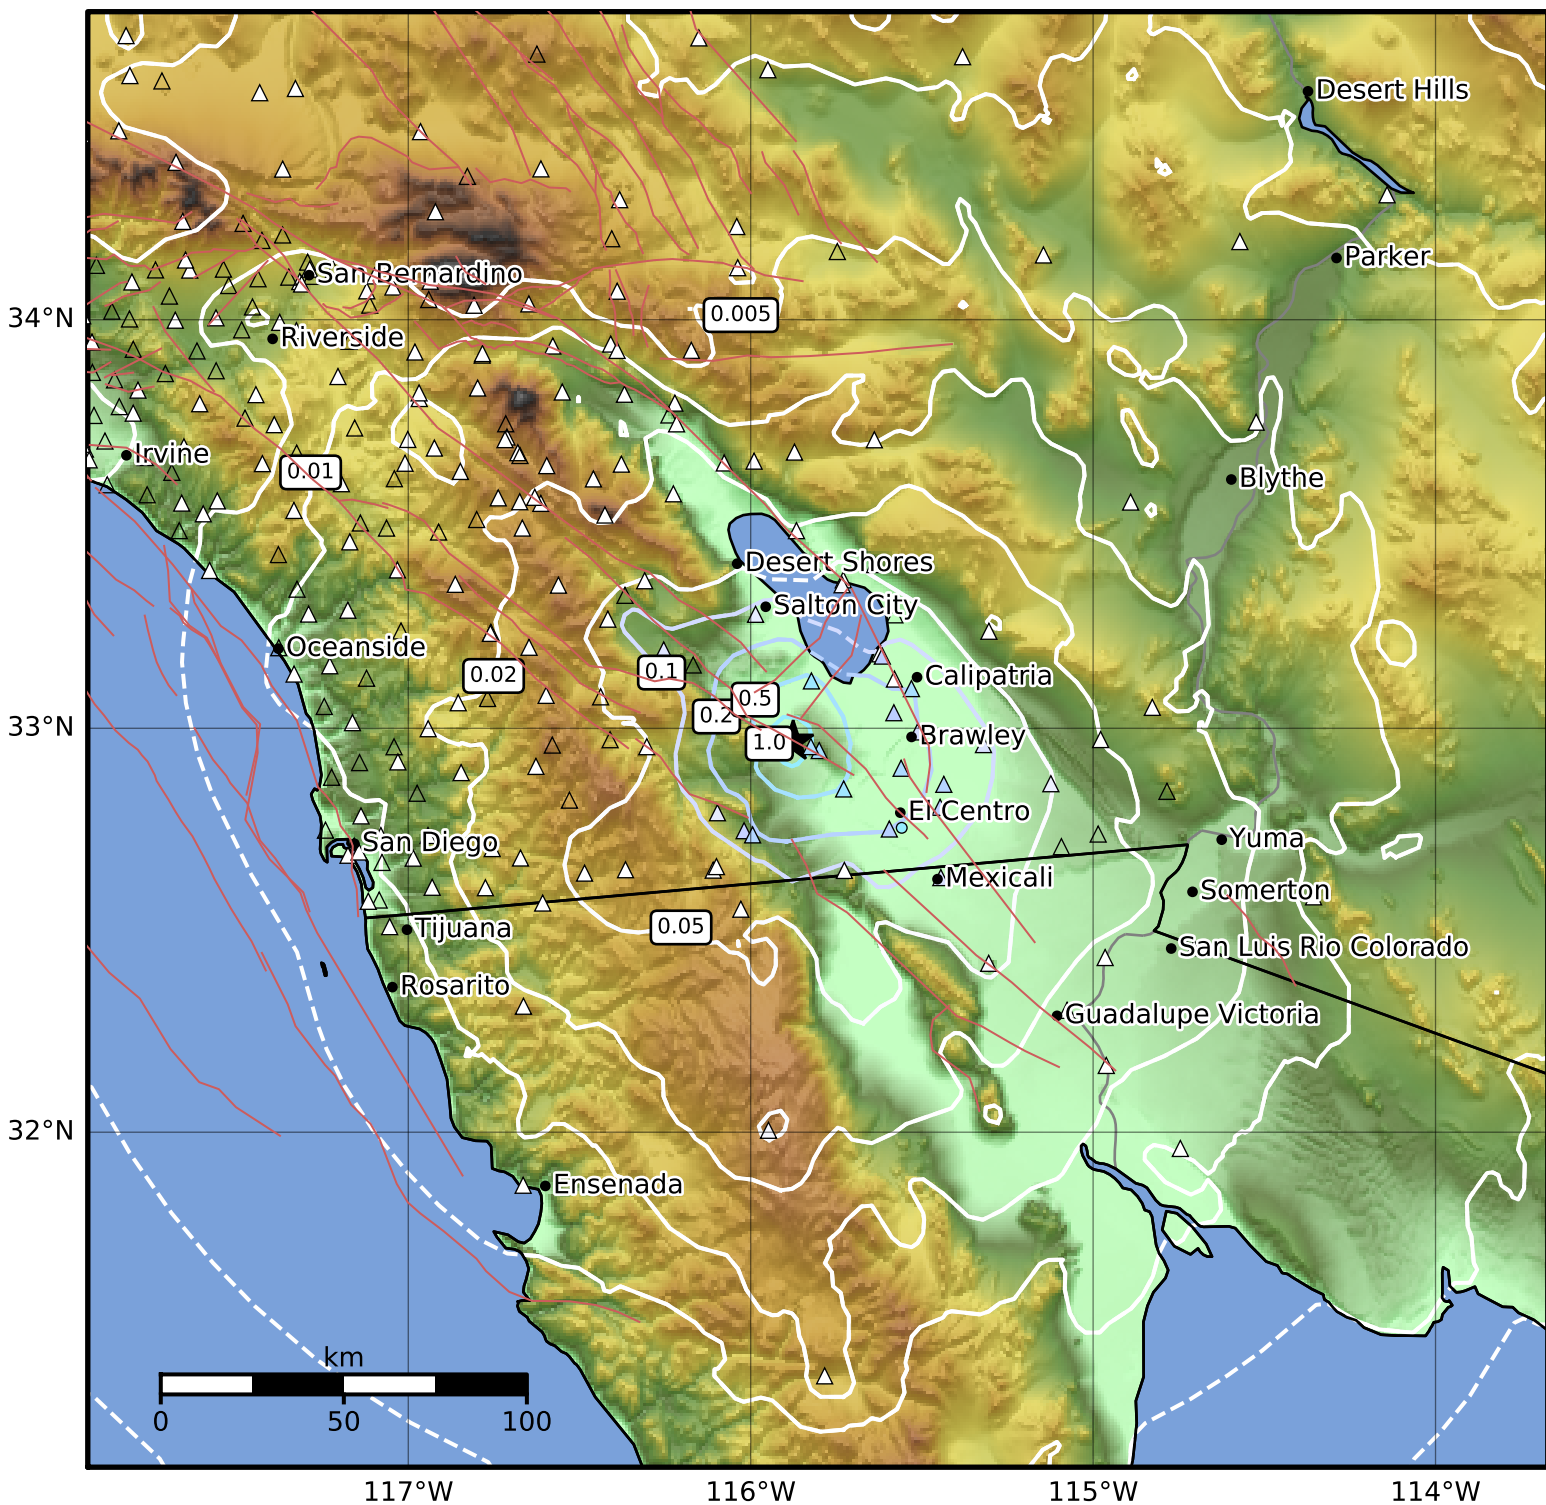 Desert Hills
Parker
San Bernardino
0.005
34°N
Riverside
Irvine
0.01
Blythe
Desert Shores
Salton City
Oceanside
0.02
0.1
Calipatria
0.5
0.2
33°N
1.0
Brawley
El Centro
San Diego
Yuma
Mexicali
Somerton
0.05
Tijuana
San Luis Rio Colorado
Rosarito
Guadalupe Victoria
32°N
Ensenada
km
0 50 100
117°W 116°W 115°W 114°W